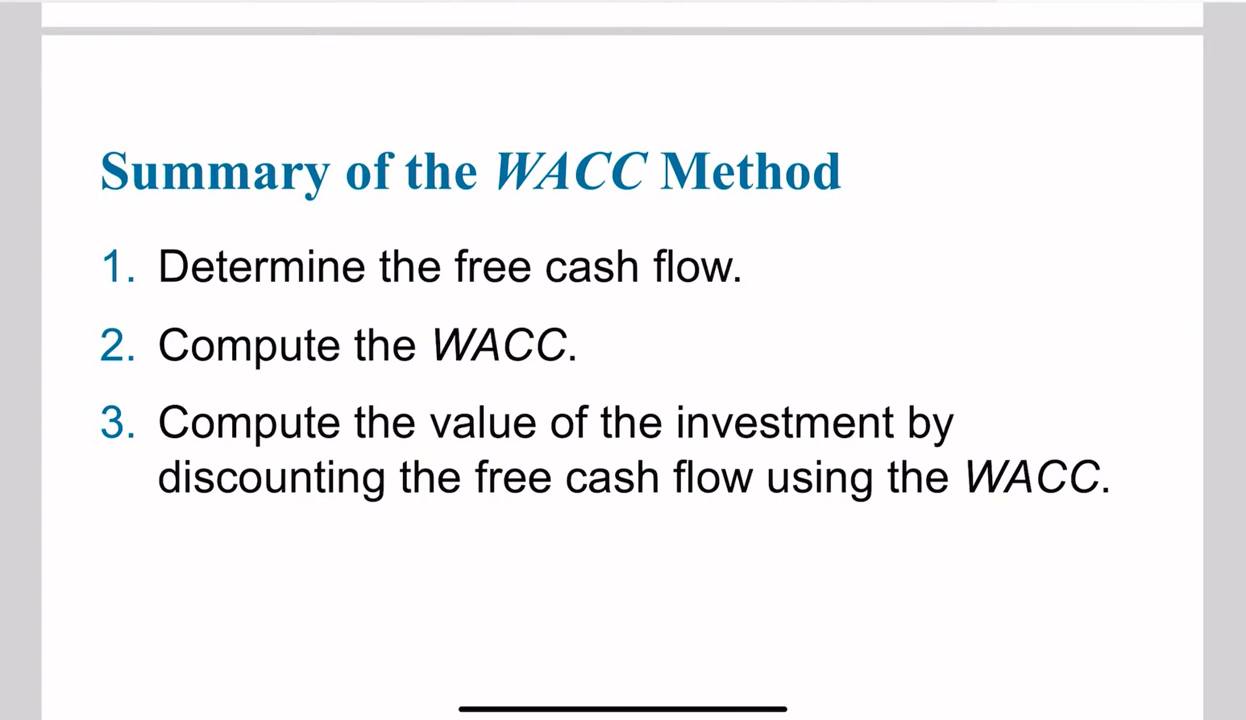 Summary of the WACC Method
1. Determine the free cash flow.
2. Compute the WACC.
3. Compute the value of the investment by
discounting the free cash flow using the WACC.